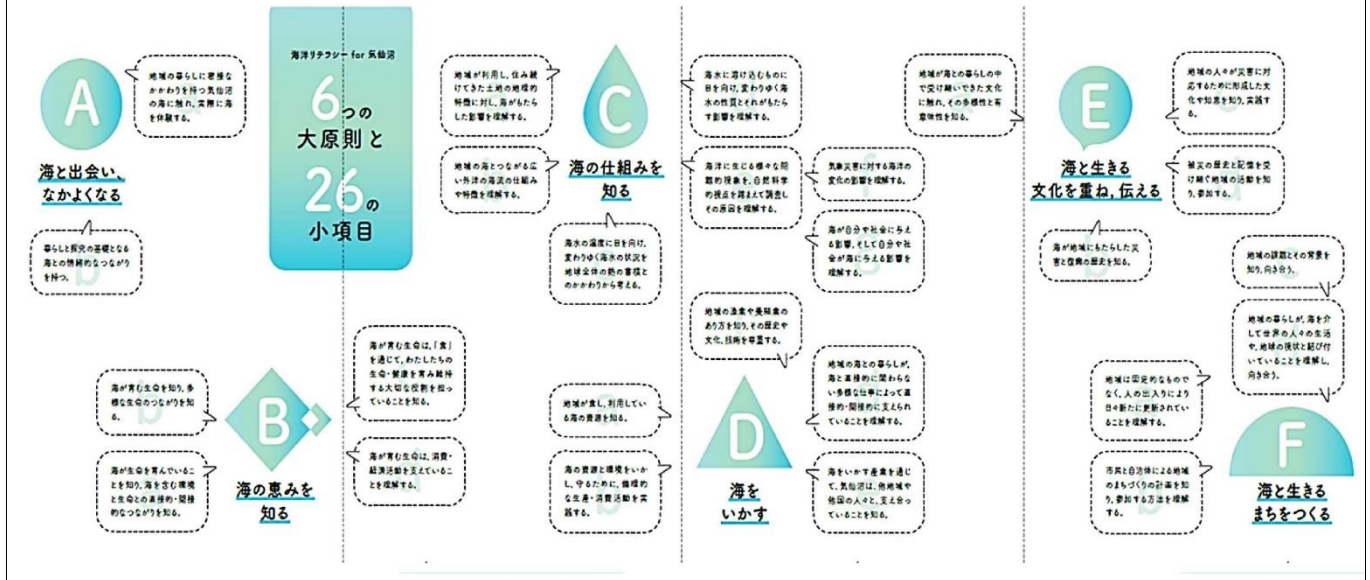 海洋リテラシー for 気仙沼
6つの
大原則と
26の
小項目
A
海と出会い、
なかよくなる
地域の暮らしに密接な
かかわりを持つ気仙沼
の海に触れ、実際に海
を体験する。
暮らしと探究の基礎となる
海との情緒的なつながり
を持つ。
B
海の恵みを
知る
海が育む生命を知り、多
様な生命のつながりを知
る。
海が生命を育んでいるこ
とを知り、海を含む環境
と生命との直接的・間接
的なつながりを知る。
海が育む生命は、「食」
を通じて、わたしたちの
生命・健康を育み維持
する大切な役割を担っ
ていることを知る。
海が育む生命は、消費・
経済活動を支えているこ
とを理解する。
C
海の仕組みを
知る
地域が利用し、住み続
けてきた土地の地理的
特徴に対し、海がもたら
した影響を理解する。
地域の海とつながる広
い外洋の海流の仕組み
や特徴を理解する。
海水の温度に目を向け、
変わりゆく海水の状況を
地球全体の熱の蓄積と
のかかわりから考える。
海水に溶け込むものに
目を向け、変わりゆく海
水の性質とそれがもたら
す影響を理解する。
海洋に生じる様々な問
題的現象を、自然科学
的視点を踏まえて調査し
その原因を理解する。
気象災害に対する海洋の
変化の影響を理解する。
海が自分や社会に与え
る影響、そして自分や社
会が海に与える影響を
理解する。
D
海を
いかす
地域の漁業や養殖業の
あり方を知り、その歴史や
文化、技術を尊重する。
地域が食し、利用してい
る海の資源を知る。
海の資源と環境をいか
し、守るために、倫理的
な生産・消費活動を実
践する。
地域の海との暮らしが、
海と直接的に関わらな
い多様な仕事によって直
接的・間接的に支えられ
ていることを理解する。
海をいかす産業を通じ
て、気仙沼は、他地域や
他国の人々と、支え合っ
ていることを知る。
E
海と生きる
文化を重ね、伝える
地域が海との暮らしの中
で受け継いできた文化
に触れ、その多様性と有
意味性を知る。
海が地域にもたらした災
害と復興の歴史を知る。
地域の人々が災害に対
応するために形成した文
化や知恵を知り、実践す
る。
被災の歴史と記憶を受
け継ぐ地域の活動を知
り、参加する。
F
海と生きる
まちをつくる
地域の課題とその背景を
知り、向き合う。
地域の暮らしが、海を介
して世界の人々の生活
や、地球の現状と結び付
いていることを理解し、
向き合う。
地域は固定的なもので
なく、人の出入りにより
日々新たに更新されてい
ることを理解する。
市民と自治体による地域
のまちづくりの計画を知
り、参加する方法を理解
する。